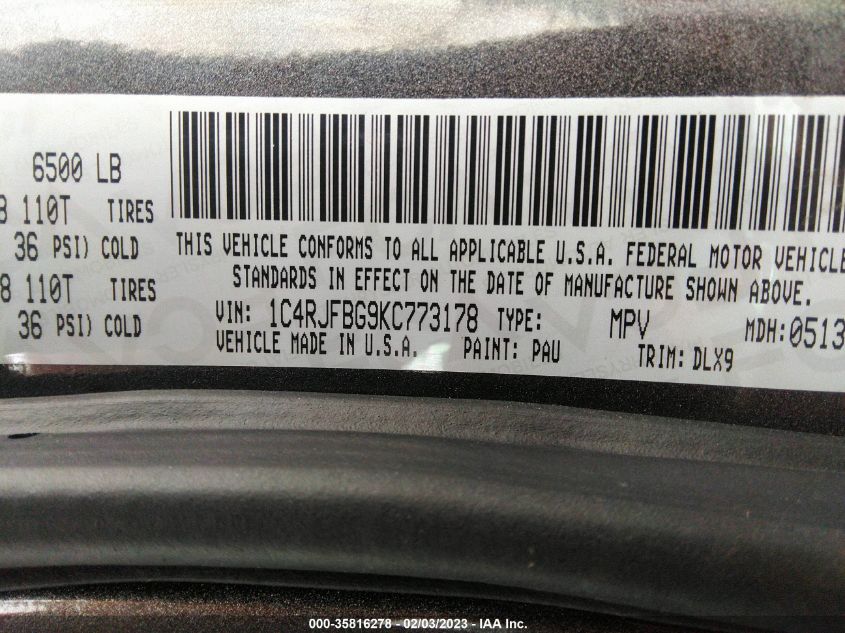 6500 LB
8 110T TIRES
36 PSI) COLD
8 110T TIRES
36 PSI) COLD
THIS VEHICLE CONFORMS TO ALL APPLICABLE U.S.A. FEDERAL MOTOR VEHICLE
STANDARDS IN EFFECT ON THE DATE OF MANUFACTURE SHOWN ABOVE.
VIN: 1C4RJFBG9KC773178 TYPE: MPV MDH:0513
VEHICLE MADE IN U.S.A. PAINT: PAU TRIM: DLX9
000-35816278 - 02/03/2023 - IAA Inc.